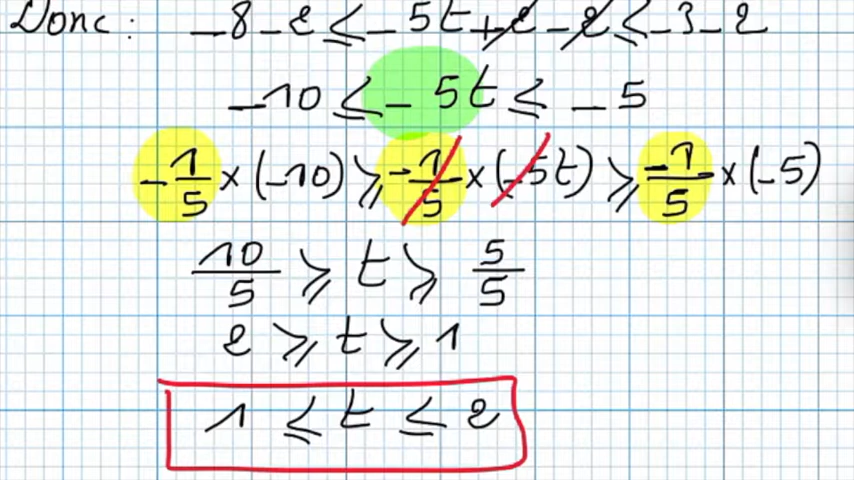 Donc : -8-2 ≤ -5t+2-2 ≤ -3-2
-10 ≤ -5t ≤ -5
-1/5 × (-10) ≥ -1/5 × (-5t) ≥ -1/5 × (-5)
10/5 ≥ t ≥ 5/5
2 ≥ t ≥ 1
1 ≤ t ≤ 2